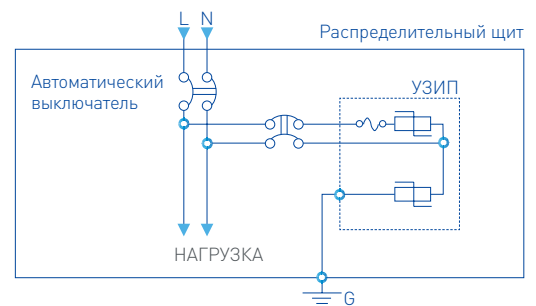 L N
Распределительный щит
Автоматический
выключатель
УЗИП
НАГРУЗКА
G